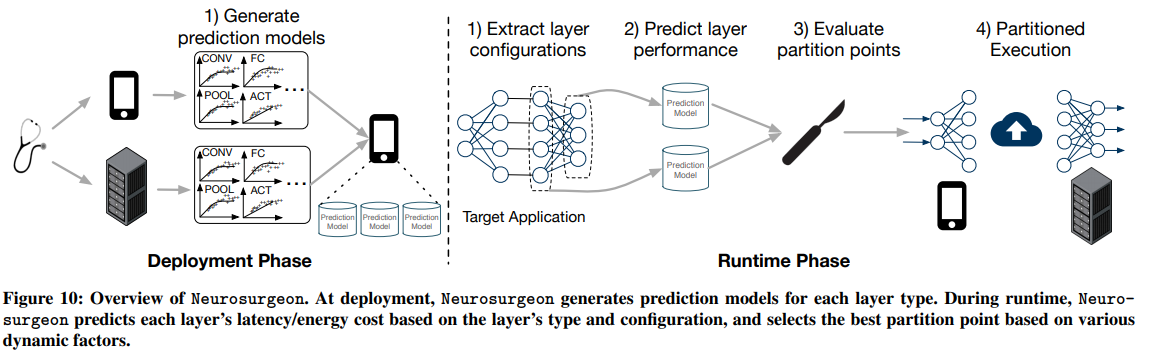 1) Generate
prediction models
CONV FC
POOL ACT
...
CONV FC
POOL ACT
...
Prediction
Model
Prediction
Model
Prediction
Model
Deployment Phase
1) Extract layer
configurations
2) Predict layer
performance
3) Evaluate
partition points
4) Partitioned
Execution
Prediction
Model
Prediction
Model
Target Application
Runtime Phase
Figure 10: Overview of Neurosurgeon. At deployment, Neurosurgeon generates prediction models for each layer type. During runtime, Neuro-
surgeon predicts each layer's latency/energy cost based on the layer's type and configuration, and selects the best partition point based on various
dynamic factors.